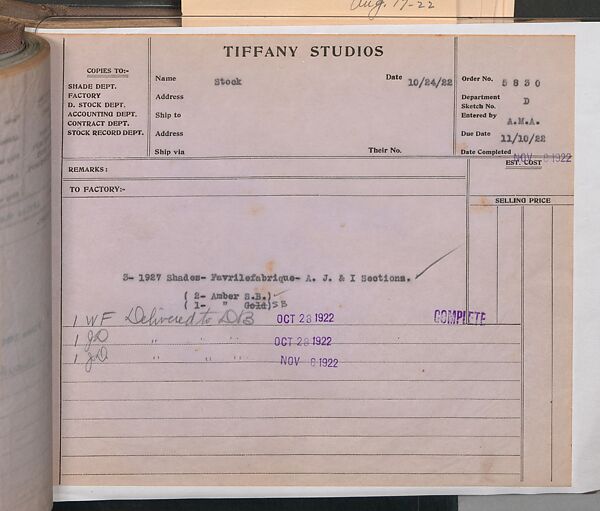 Aug. 17-22
TIFFANY STUDIOS
COPIES TO:-
SHADE DEPT.
FACTORY
D. STOCK DEPT.
ACCOUNTING DEPT.
CONTRACT DEPT.
STOCK RECORD DEPT.
Name Stock Date 10/24/22
Address
Ship to
Address
Ship via Their No.
Order No. 5830
Department D
Sketch No.
Entered by A.M.A.
Due Date 11/10/22
Date Completed NOV 8 1922
REMARKS:
EST. COST
TO FACTORY:-
SELLING PRICE
3- 1927 Shades- Favrilefabrique- A. J. & I Sections.
( 2- Amber S.B.)
( 1- " Gold) SB
1 WF Delivered to DB OCT 23 1922 COMPLETE
1 JD " " " OCT 29 1922
1 JD " " " NOV 8 1922